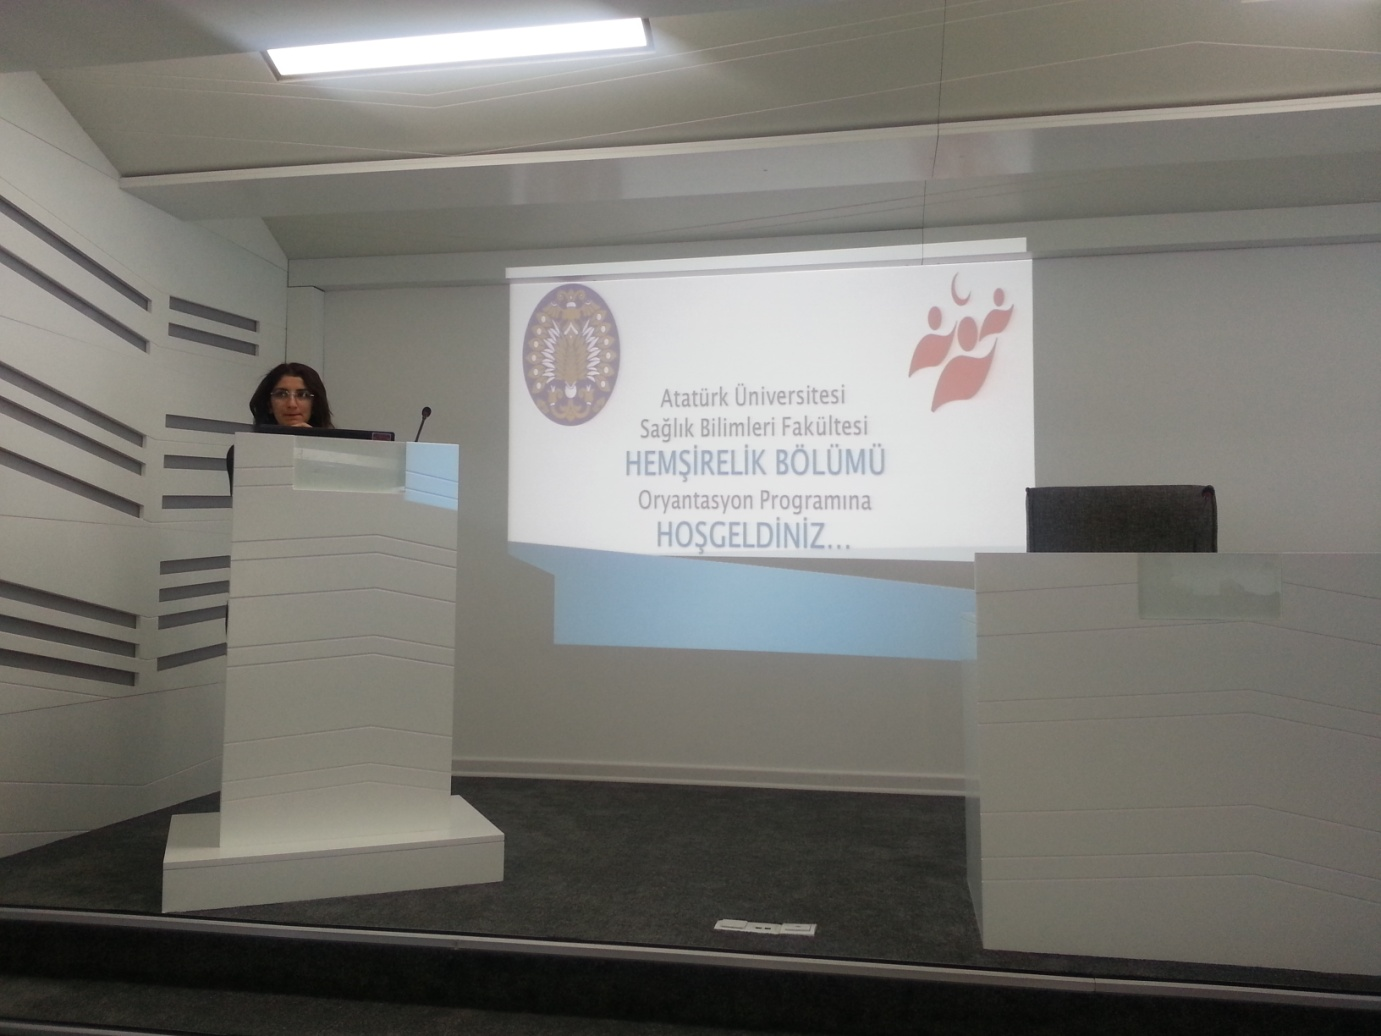 Atatürk Üniversitesi
Sağlık Bilimleri Fakültesi
HEMŞİRELİK BÖLÜMÜ
Oryantasyon Programına
HOŞGELDİNİZ...